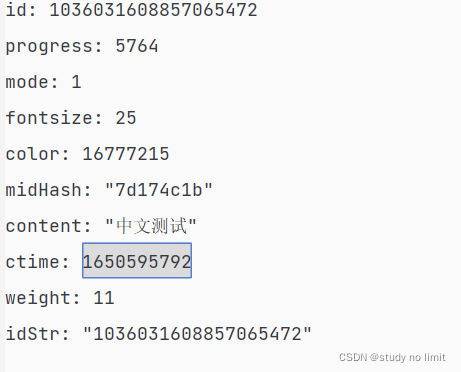 id: 1036031608857065472
progress: 5764
mode: 1
fontsize: 25
color: 16777215
midHash: "7d174c1b"
content: "中文测试"
ctime: 1650595792
weight: 11
idStr: "1036031608857065472"
CSDN @study no limit